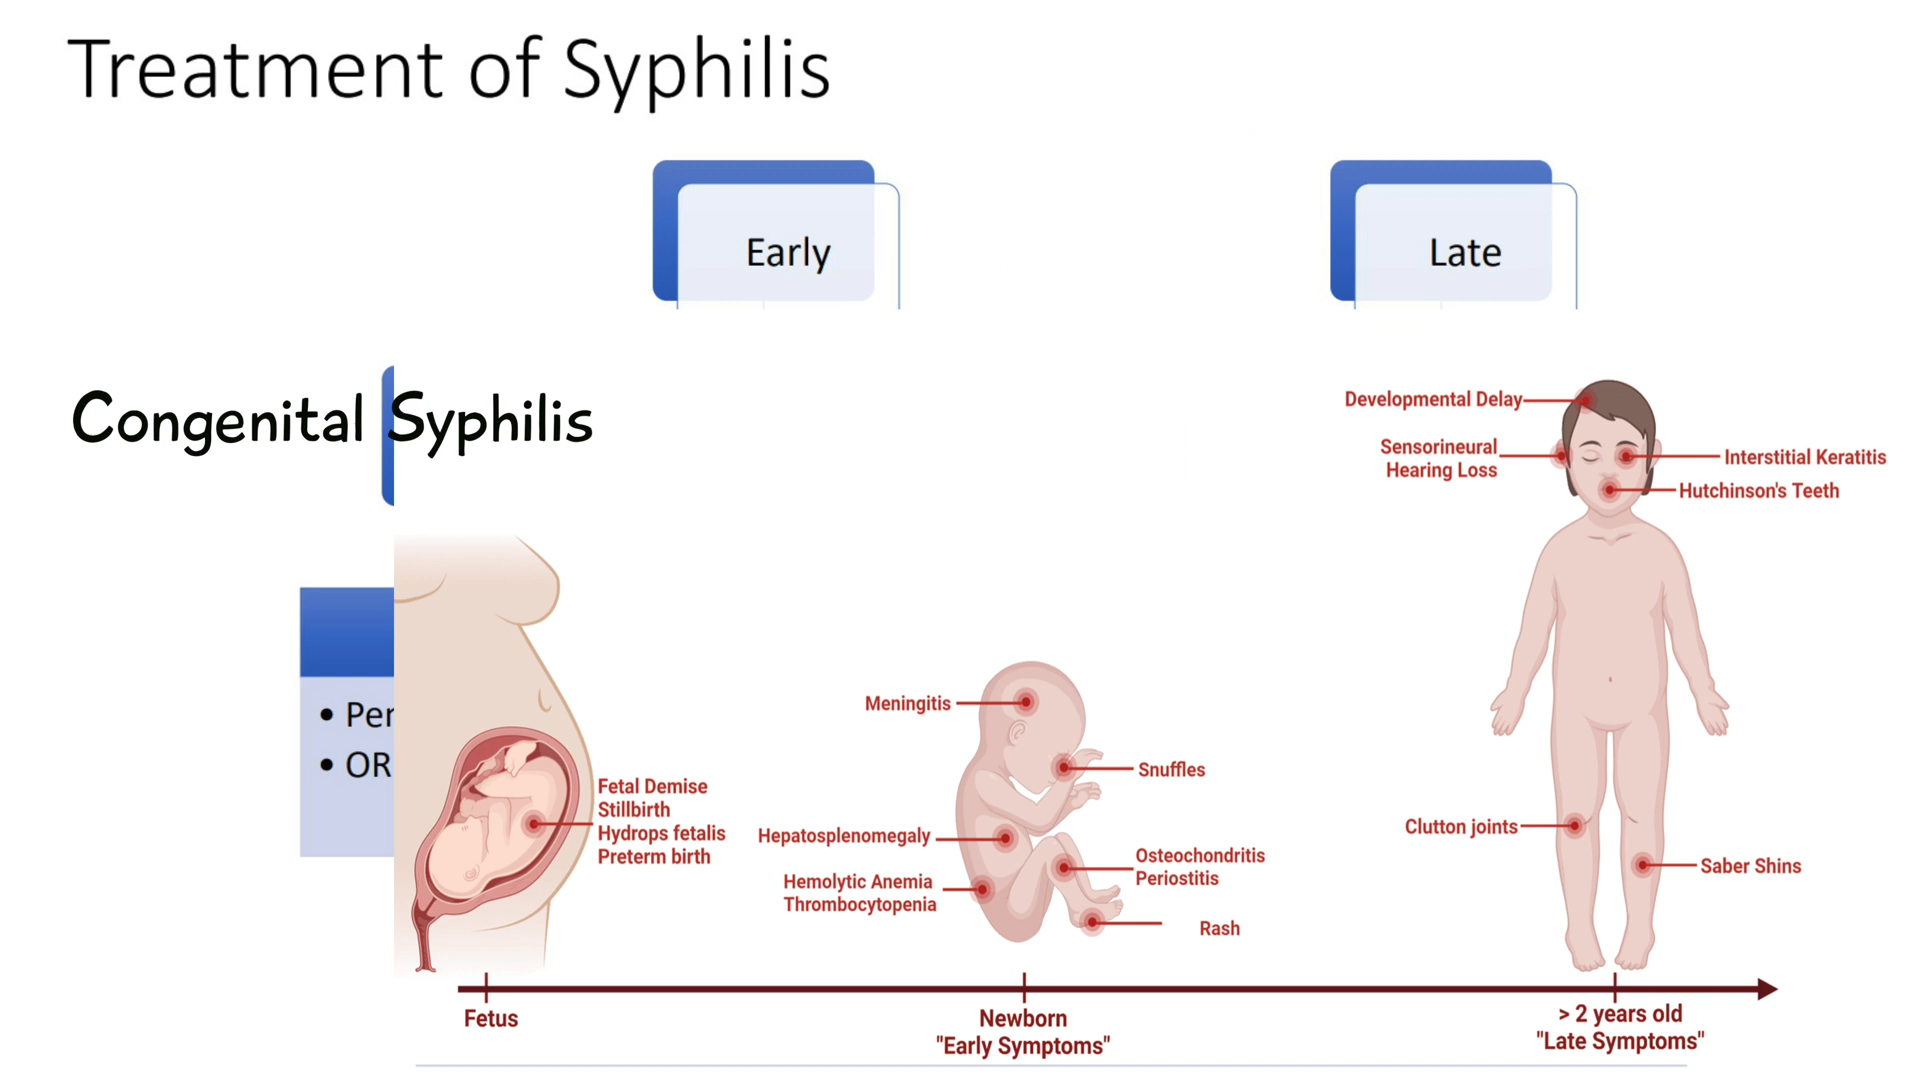 Treatment of Syphilis
Early
Late
Congenital Syphilis
• Per
• OR
Fetal Demise
Stillbirth
Hydrops fetalis
Preterm birth
Meningitis
Snuffles
Hepatosplenomegaly
Osteochondritis
Periostitis
Hemolytic Anemia
Thrombocytopenia
Rash
Developmental Delay
Sensorineural
Hearing Loss
Interstitial Keratitis
Hutchinson's Teeth
Clutton joints
Saber Shins
Fetus
Newborn
"Early Symptoms"
> 2 years old
"Late Symptoms"